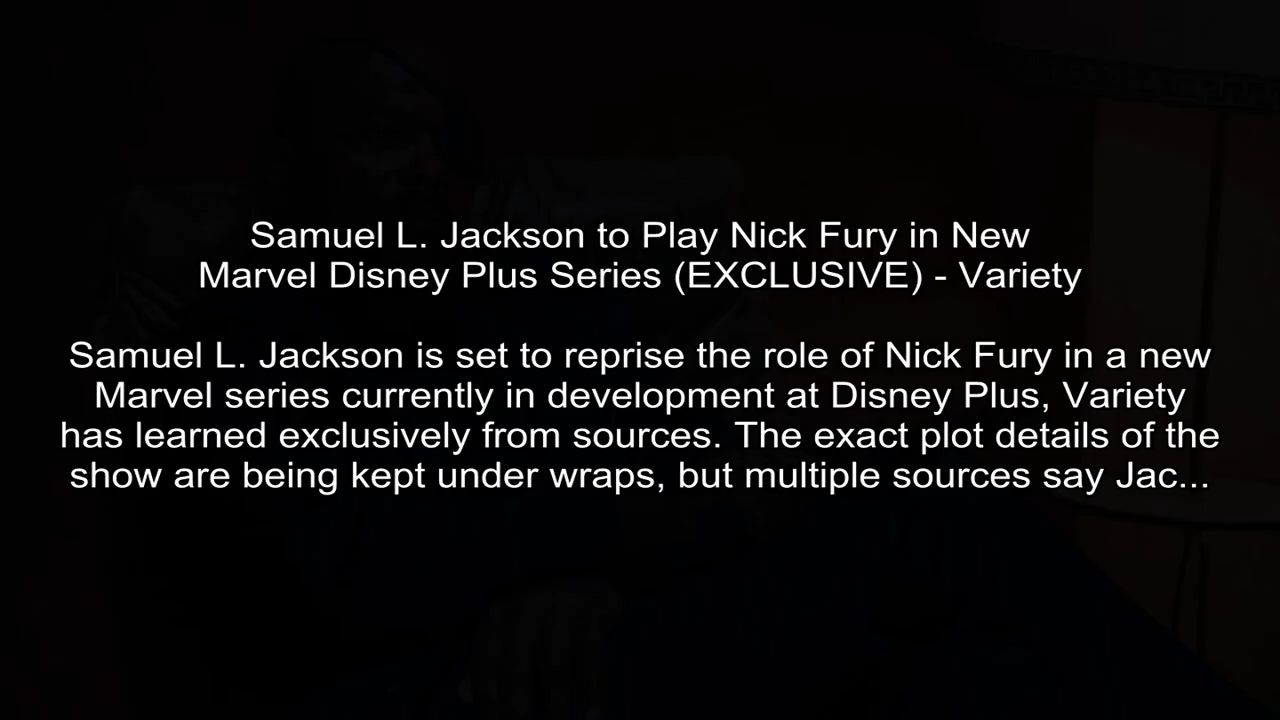 Samuel L. Jackson to Play Nick Fury in New
Marvel Disney Plus Series (EXCLUSIVE) - Variety
Samuel L. Jackson is set to reprise the role of Nick Fury in a new
Marvel series currently in development at Disney Plus, Variety
has learned exclusively from sources. The exact plot details of the
show are being kept under wraps, but multiple sources say Jac...